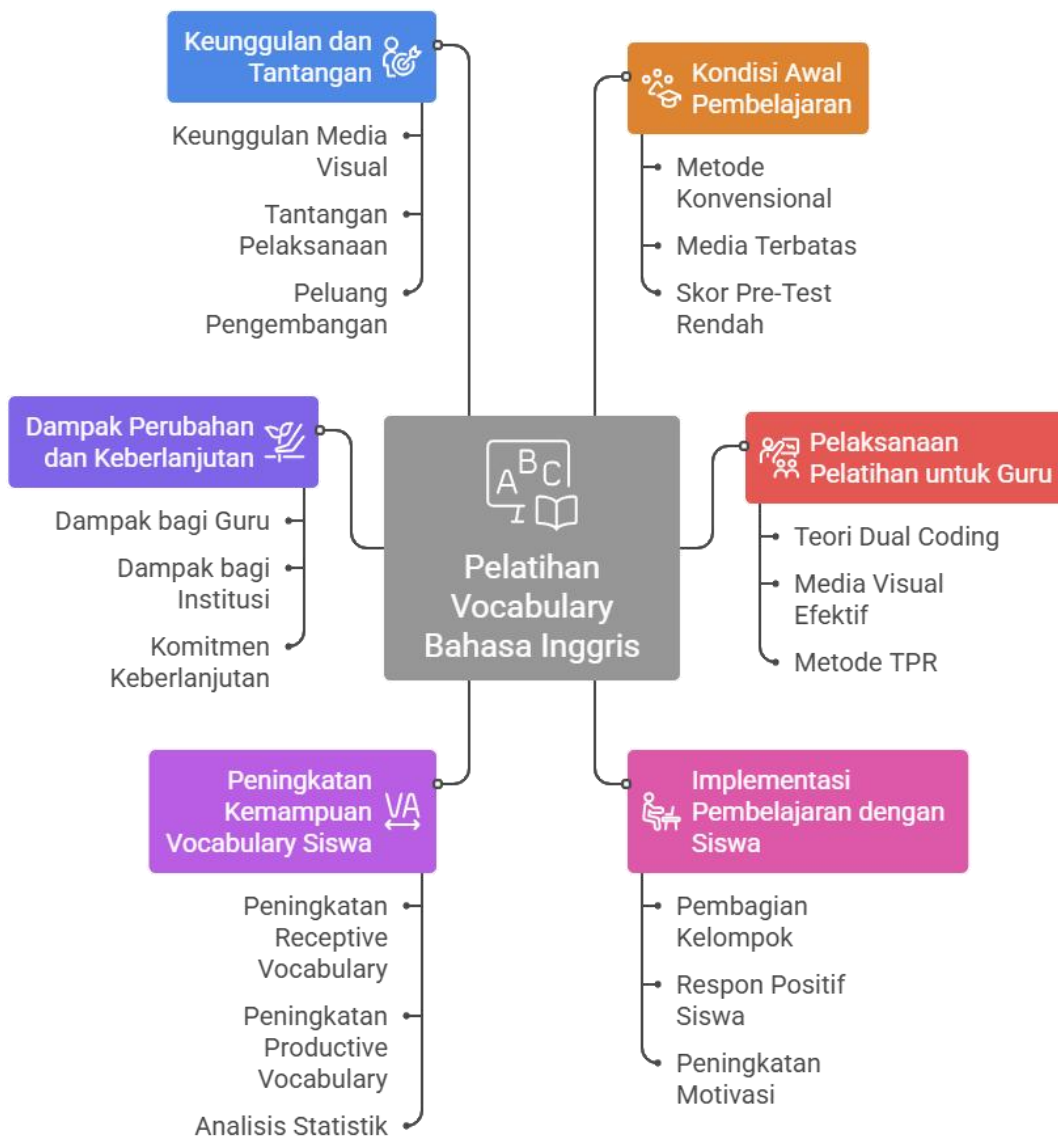 Keunggulan dan
Tantangan
Keunggulan Media
Visual
Tantangan
Pelaksanaan
Peluang
Pengembangan
Kondisi Awal
Pembelajaran
Metode
Konvensional
Media Terbatas
Skor Pre-Test
Rendah
Dampak Perubahan
dan Keberlanjutan
Dampak bagi Guru
Dampak bagi
Institusi
Komitmen
Keberlanjutan
ABC
Pelatihan
Vocabulary
Bahasa Inggris
Pelaksanaan
Pelatihan untuk Guru
Teori Dual Coding
Media Visual
Efektif
Metode TPR
Peningkatan
Kemampuan
Vocabulary Siswa
VA
Peningkatan
Receptive
Vocabulary
Peningkatan
Productive
Vocabulary
Analisis Statistik
Implementasi
Pembelajaran dengan
Siswa
Pembagian
Kelompok
Respon Positif
Siswa
Peningkatan
Motivasi